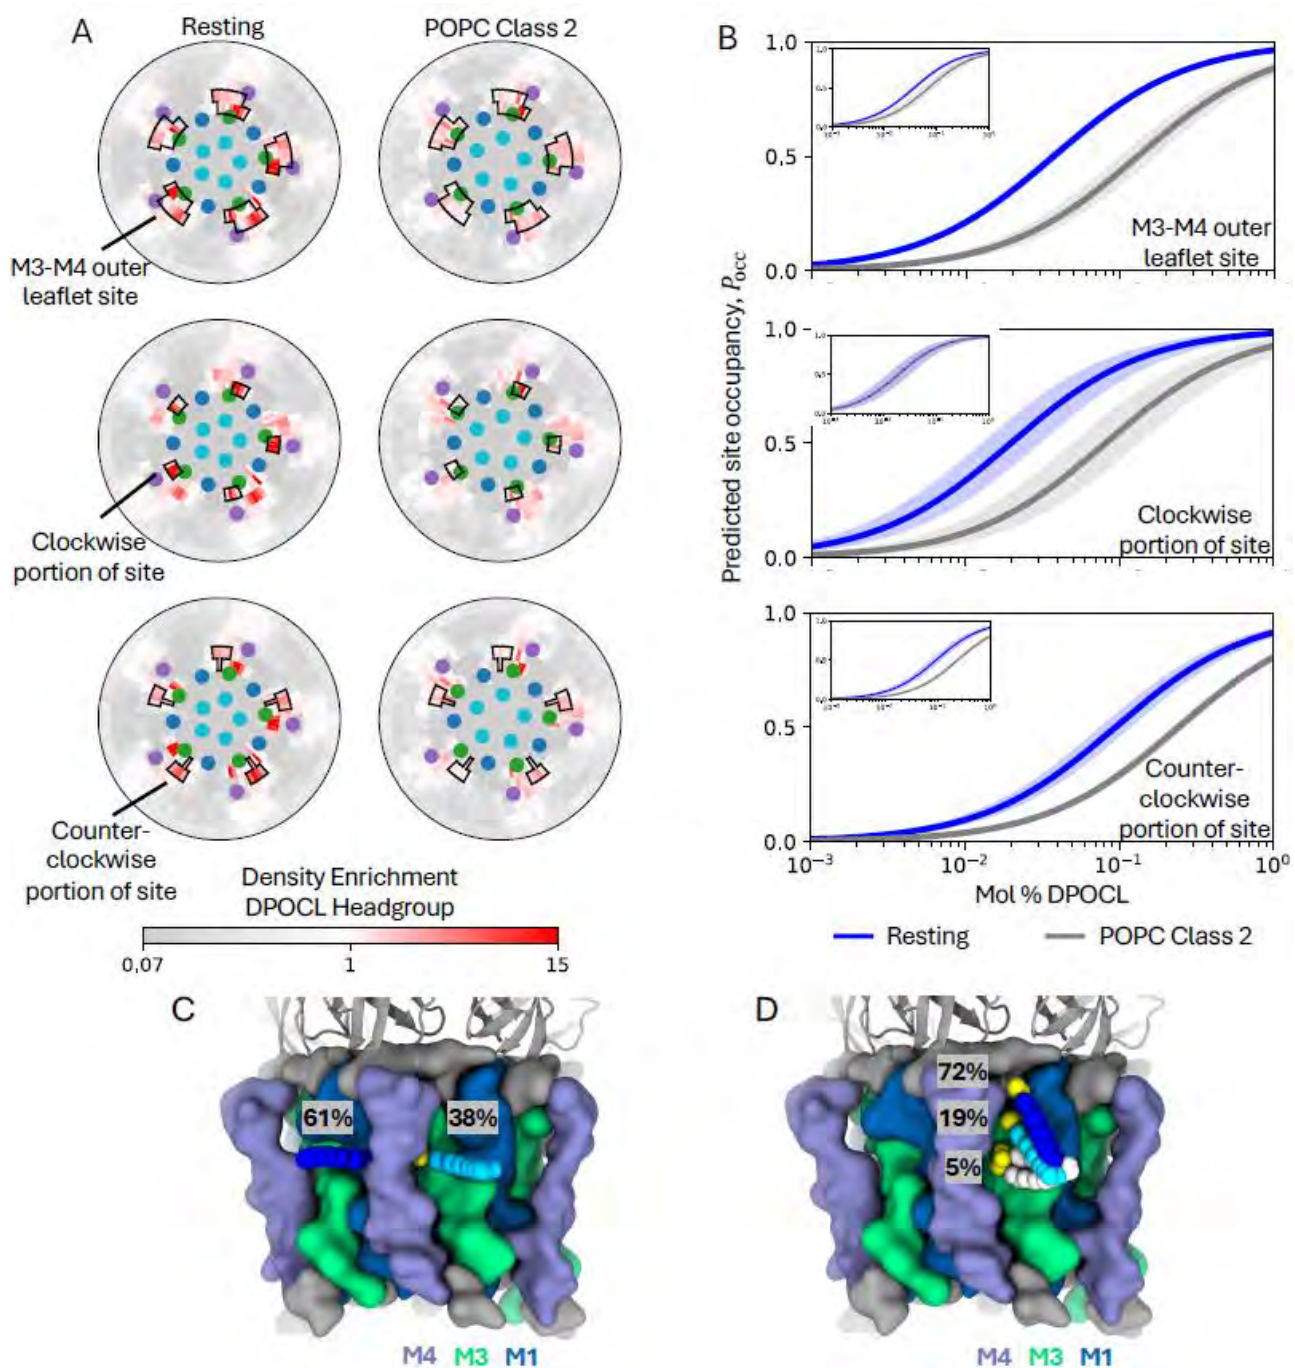 A
Resting
POPC Class 2
M3-M4 outer
leaflet site
Clockwise
portion of site
Counter-
clockwise
portion of site
Density Enrichment
DPOCL Headgroup
0.07
1
15
B
Predicted site occupancy, Pocc
1.0
0.5
0.0
M3-M4 outer
leaflet site
1.0
0.5
0.0
Clockwise
portion of site
1.0
0.5
0.0
Counter-
clockwise
portion of site
10⁻³
10⁻²
10⁻¹
10⁰
Mol % DPOCL
Resting
POPC Class 2
C
61%
38%
M4 M3 M1
D
72%
19%
5%
M4 M3 M1